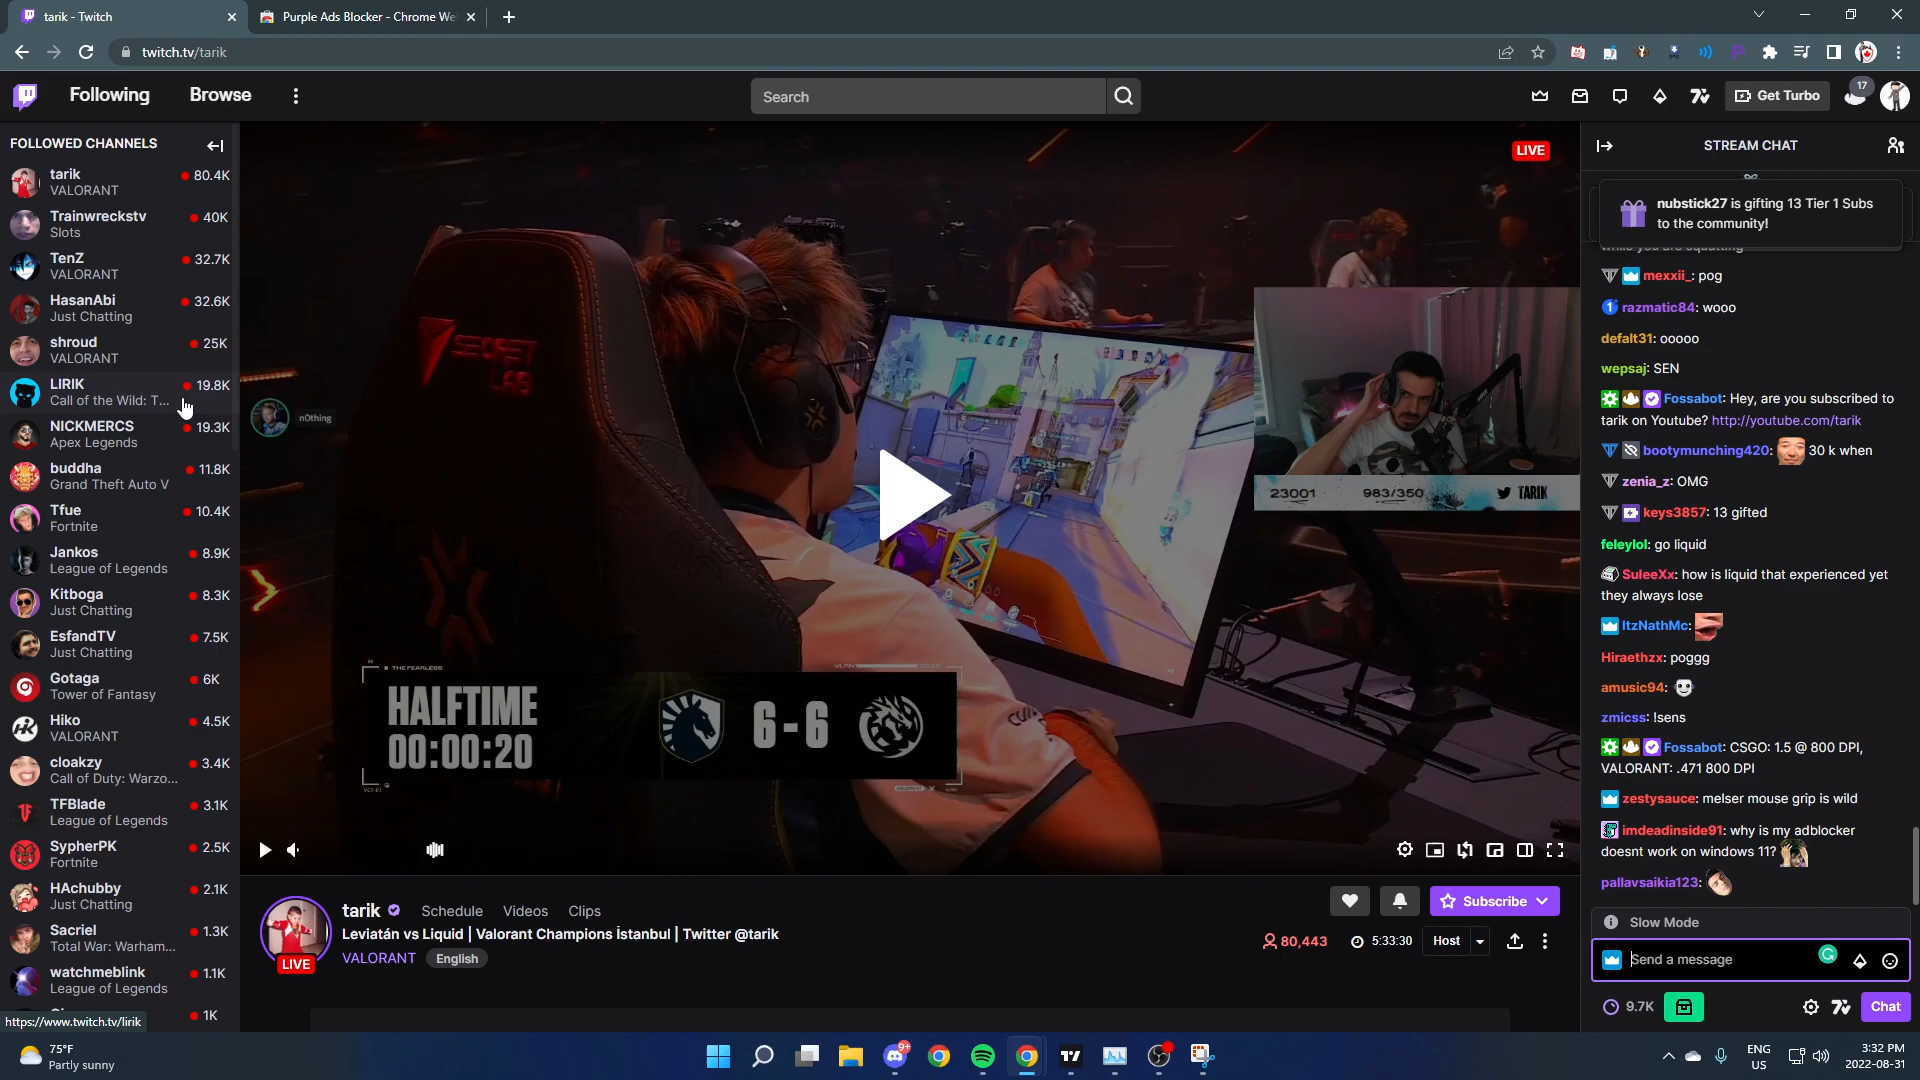 tarik - Twitch
Purple Ads Blocker - Chrome We
twitch.tv/tarik
Following
Browse
Search
Get Turbo
17
FOLLOWED CHANNELS
tarik
80.4K
VALORANT
Trainwreckstv
40K
Slots
TenZ
32.7K
VALORANT
HasanAbi
32.6K
Just Chatting
shroud
25K
VALORANT
LIRIK
19.8K
Call of the Wild: T...
NICKMERCS
19.3K
Apex Legends
buddha
11.8K
Grand Theft Auto V
Tfue
10.4K
Fortnite
Jankos
8.9K
League of Legends
Kitboga
8.3K
Just Chatting
EsfandTV
7.5K
Just Chatting
Gotaga
6K
Tower of Fantasy
Hiko
4.5K
VALORANT
cloakzy
3.4K
Call of Duty: Warzo...
TFBlade
3.1K
League of Legends
SypherPK
2.5K
Fortnite
HAchubby
2.1K
Just Chatting
Sacriel
1.3K
Total War: Warham...
watchmeblink
1.1K
League of Legends
1K
https://www.twitch.tv/lirik
LIVE
n0thing
23001
983/350
TARIK
THE FEARLESS
HALFTIME
00:00:20
6 - 6
tarik
Schedule
Videos
Clips
Leviatán vs Liquid | Valorant Champions İstanbul | Twitter @tarik
LIVE
VALORANT
English
Subscribe
80,443
5:33:30
Host
STREAM CHAT
nubstick27 is gifting 13 Tier 1 Subs
to the community!
while you are squatting
mexxii_: pog
razmatic84: wooo
defalt31: ooooo
wepsaj: SEN
Fossabot: Hey, are you subscribed to
tarik on Youtube? http://youtube.com/tarik
bootymunching420: 30 k when
zenia_z: OMG
keys3857: 13 gifted
feleylol: go liquid
SuleeXx: how is liquid that experienced yet
they always lose
ItzNathMc:
Hiraethzx: poggg
amusic94:
zmicss: !sens
Fossabot: CSGO: 1.5 @ 800 DPI,
VALORANT: .471 800 DPI
zestysauce: melser mouse grip is wild
imdeadinside91: why is my adblocker
doesnt work on windows 11?
pallavsaikia123:
Slow Mode
Send a message
9.7K
Chat
75°F
Partly sunny
9+
ENG
US
3:32 PM
2022-08-31